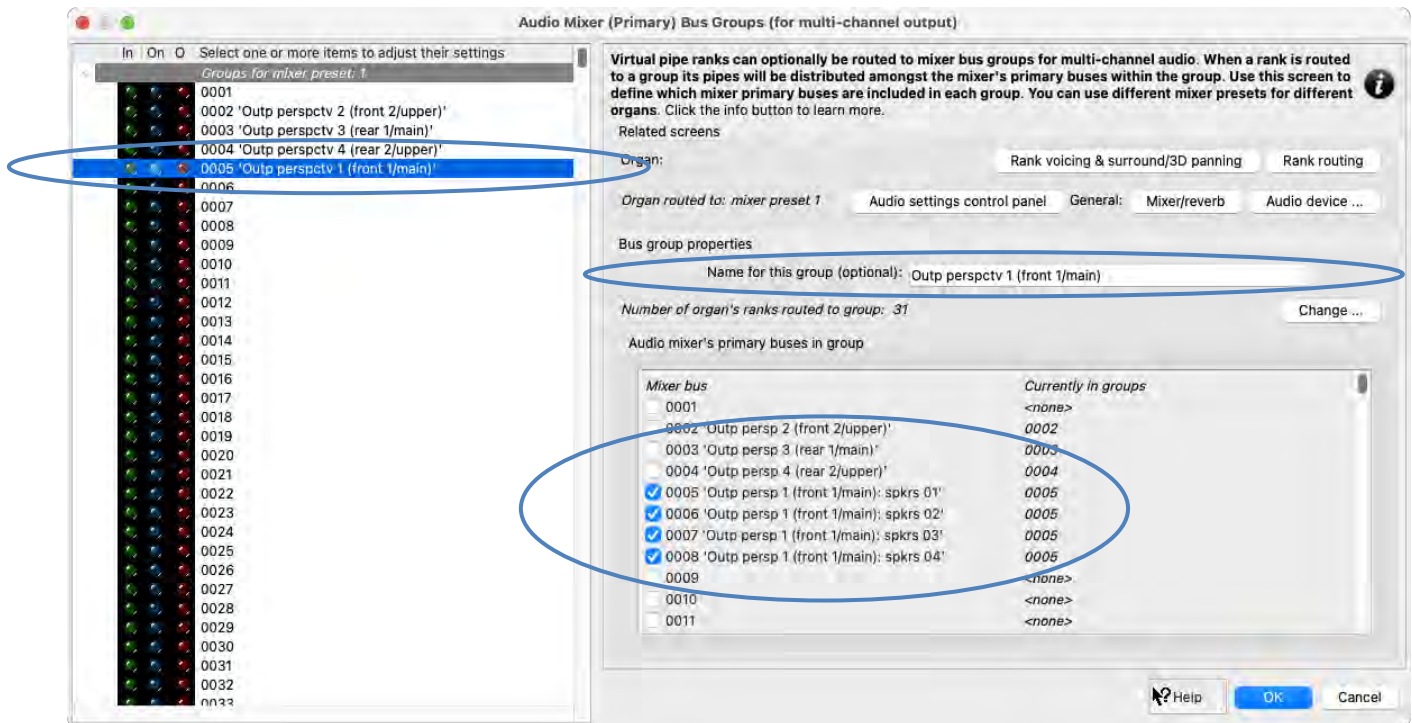 Audio Mixer (Primary) Bus Groups (for multi-channel output)
In On O Select one or more items to adjust their settings
Groups for mixer preset: 1
0001
0002 'Outp perspctv 2 (front 2/upper)'
0003 'Outp perspctv 3 (rear 1/main)'
0004 'Outp perspctv 4 (rear 2/upper)'
0005 'Outp perspctv 1 (front 1/main)'
0006
0007
0008
0009
0010
0011
0012
0013
0014
0015
0016
0017
0018
0019
0020
0021
0022
0023
0024
0025
0026
0027
0028
0029
0030
0031
0032
0033
Virtual pipe ranks can optionally be routed to mixer bus groups for multi-channel audio. When a rank is routed
to a group its pipes will be distributed amongst the mixer's primary buses within the group. Use this screen to
define which mixer primary buses are included in each group. You can use different mixer presets for different
organs. Click the info button to learn more.
Related screens
Organ: Rank voicing & surround/3D panning Rank routing
Organ routed to: mixer preset 1 Audio settings control panel General: Mixer/reverb Audio device ...
Bus group properties
Name for this group (optional): Outp perspctv 1 (front 1/main)
Number of organ's ranks routed to group: 31 Change ...
Audio mixer's primary buses in group
Mixer bus Currently in groups
0001 <none>
0002 'Outp persp 2 (front 2/upper)' 0002
0003 'Outp persp 3 (rear 1/main)' 0003
0004 'Outp persp 4 (rear 2/upper)' 0004
0005 'Outp persp 1 (front 1/main): spkrs 01' 0005
0006 'Outp persp 1 (front 1/main): spkrs 02' 0005
0007 'Outp persp 1 (front 1/main): spkrs 03' 0005
0008 'Outp persp 1 (front 1/main): spkrs 04' 0005
0009 <none>
0010 <none>
0011 <none>
Help OK Cancel